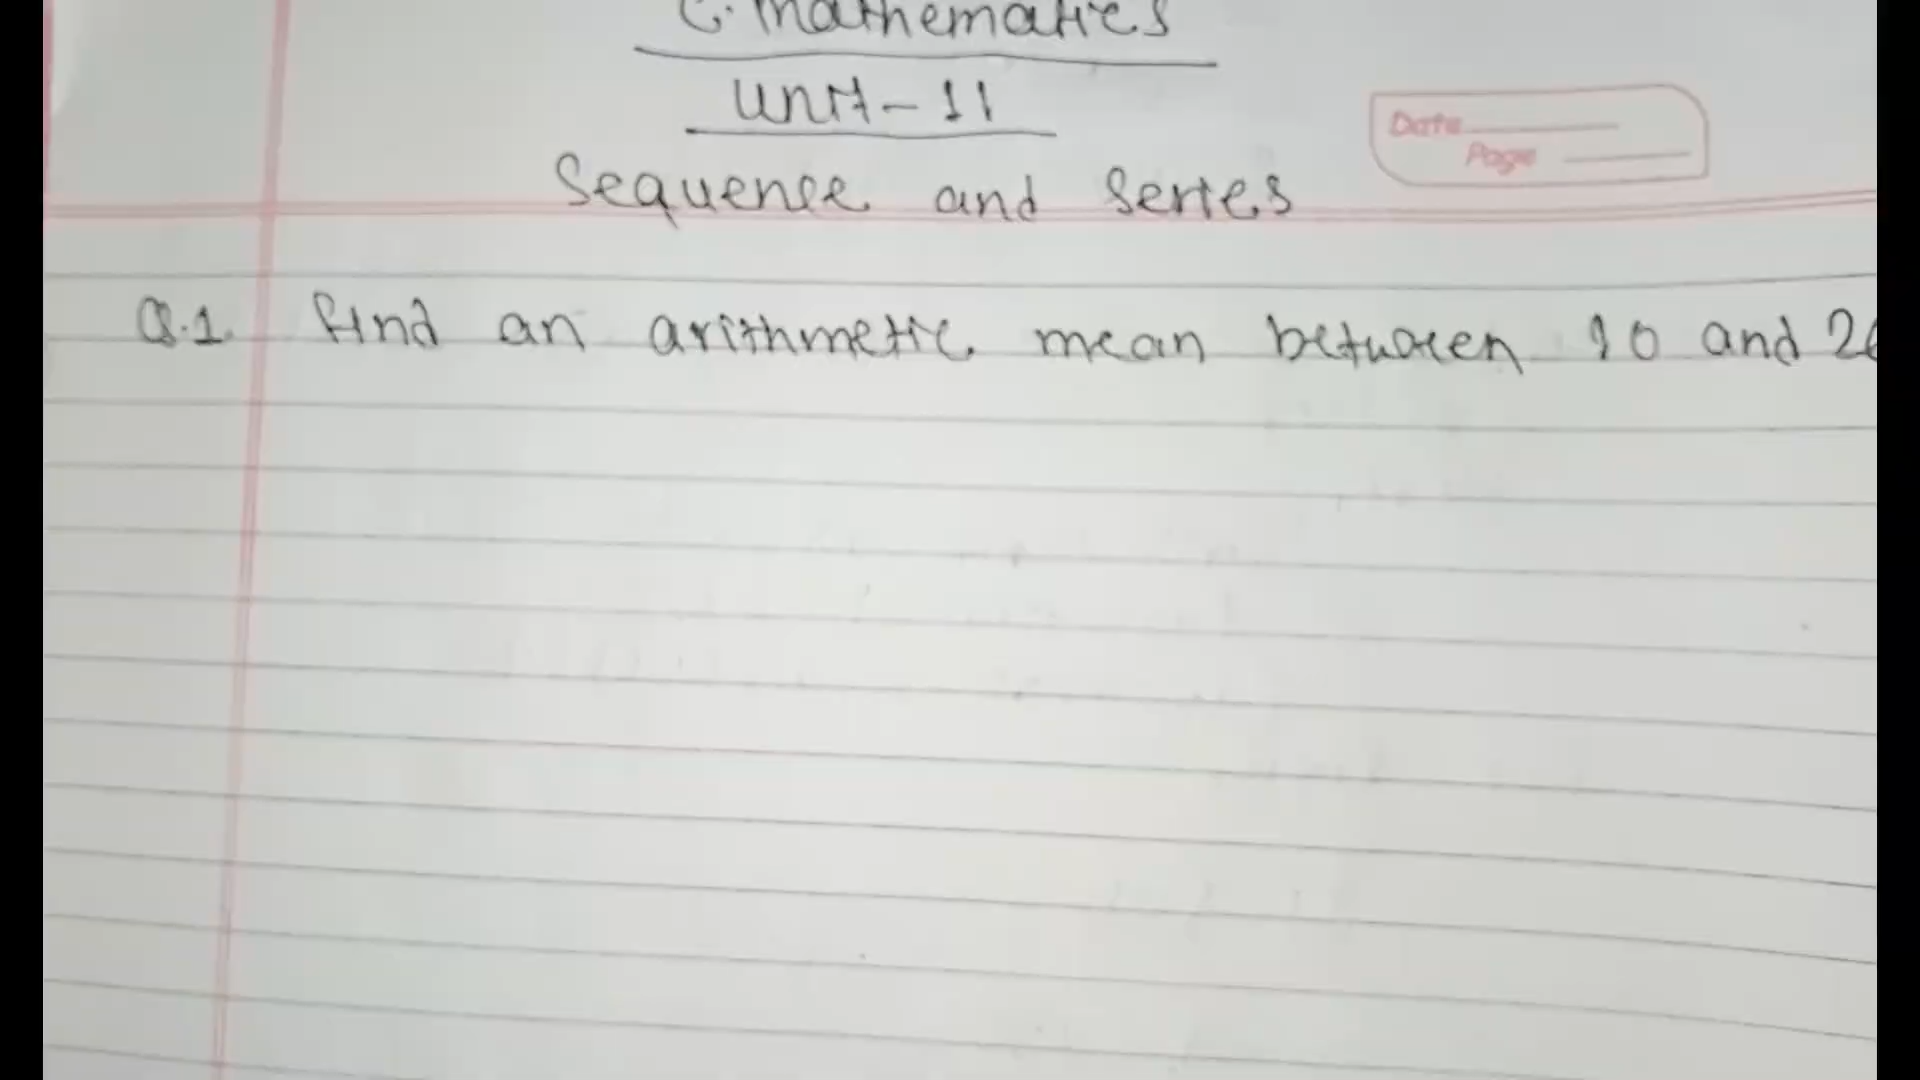 C. Mathematics
Unit - 11
Date
Page
Sequence and Series
Q.1 Find an arithmetic mean between 10 and